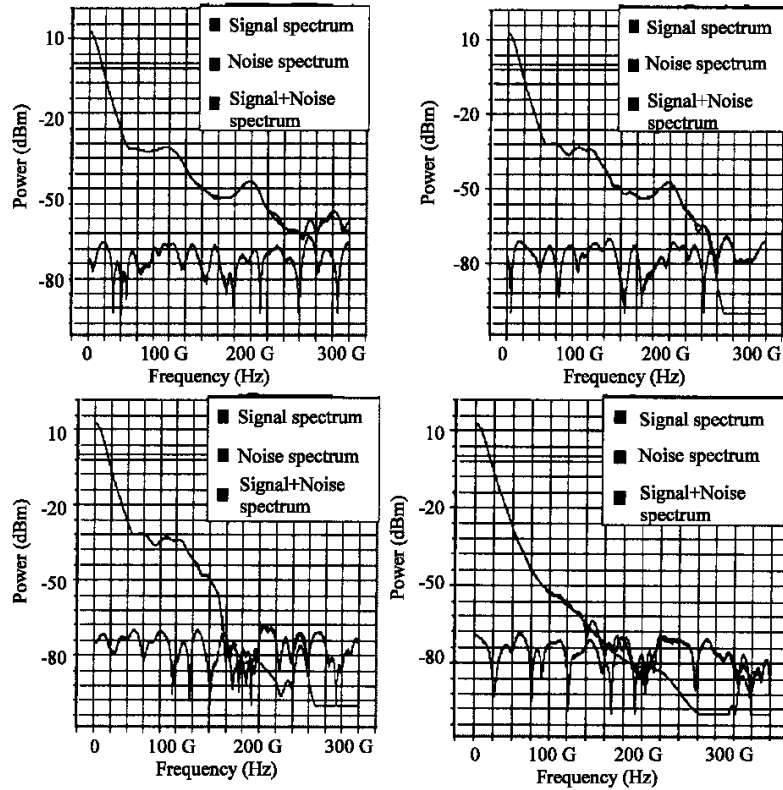 Signal spectrum
Noise spectrum
Signal+Noise
spectrum
10
-20
-50
-80
Power (dBm)
0 100 G 200 G 300 G
Frequency (Hz)
Signal spectrum
Noise spectrum
Signal+Noise
spectrum
10
-20
-50
-80
Power (dBm)
0 100 G 200 G 300 G
Frequency (Hz)
Signal spectrum
Noise spectrum
Signal+Noise
spectrum
10
-20
-50
-80
Power (dBm)
0 100 G 200 G 300 G
Frequency (Hz)
Signal spectrum
Noise spectrum
Signal+Noise
spectrum
10
-20
-50
-80
Power (dBm)
0 100 G 200 G 300 G
Frequency (Hz)